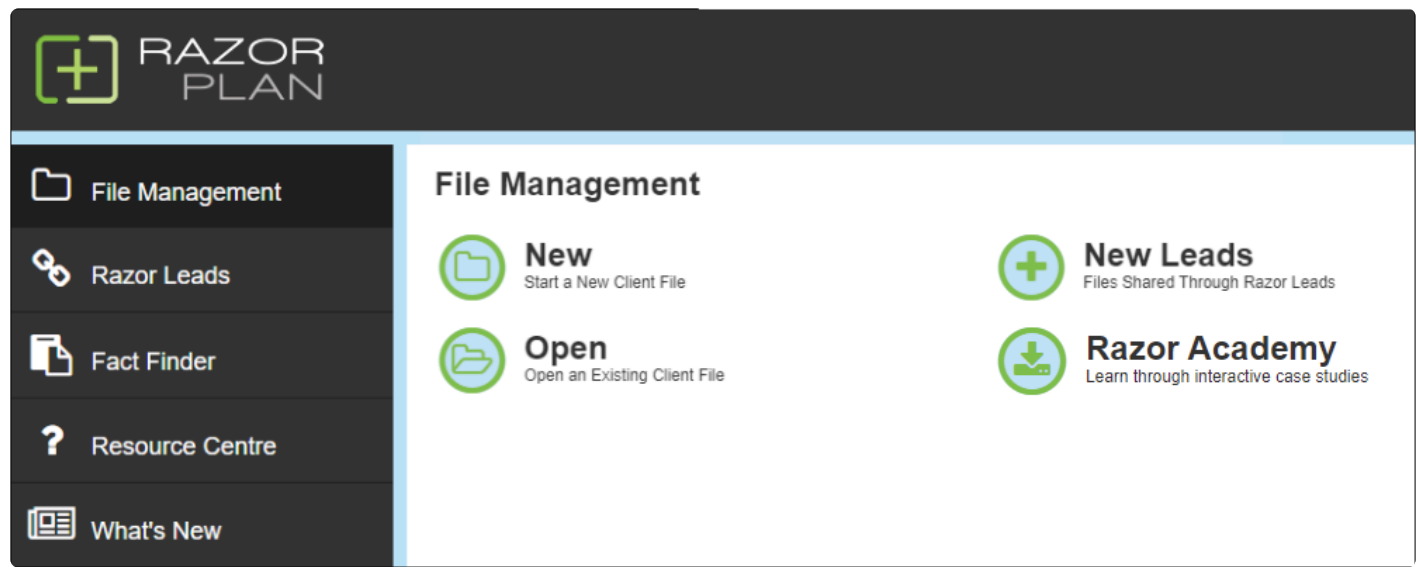 RAZOR
PLAN
File Management
Razor Leads
Fact Finder
Resource Centre
What's New
File Management
New
Start a New Client File
Open
Open an Existing Client File
New Leads
Files Shared Through Razor Leads
Razor Academy
Learn through interactive case studies